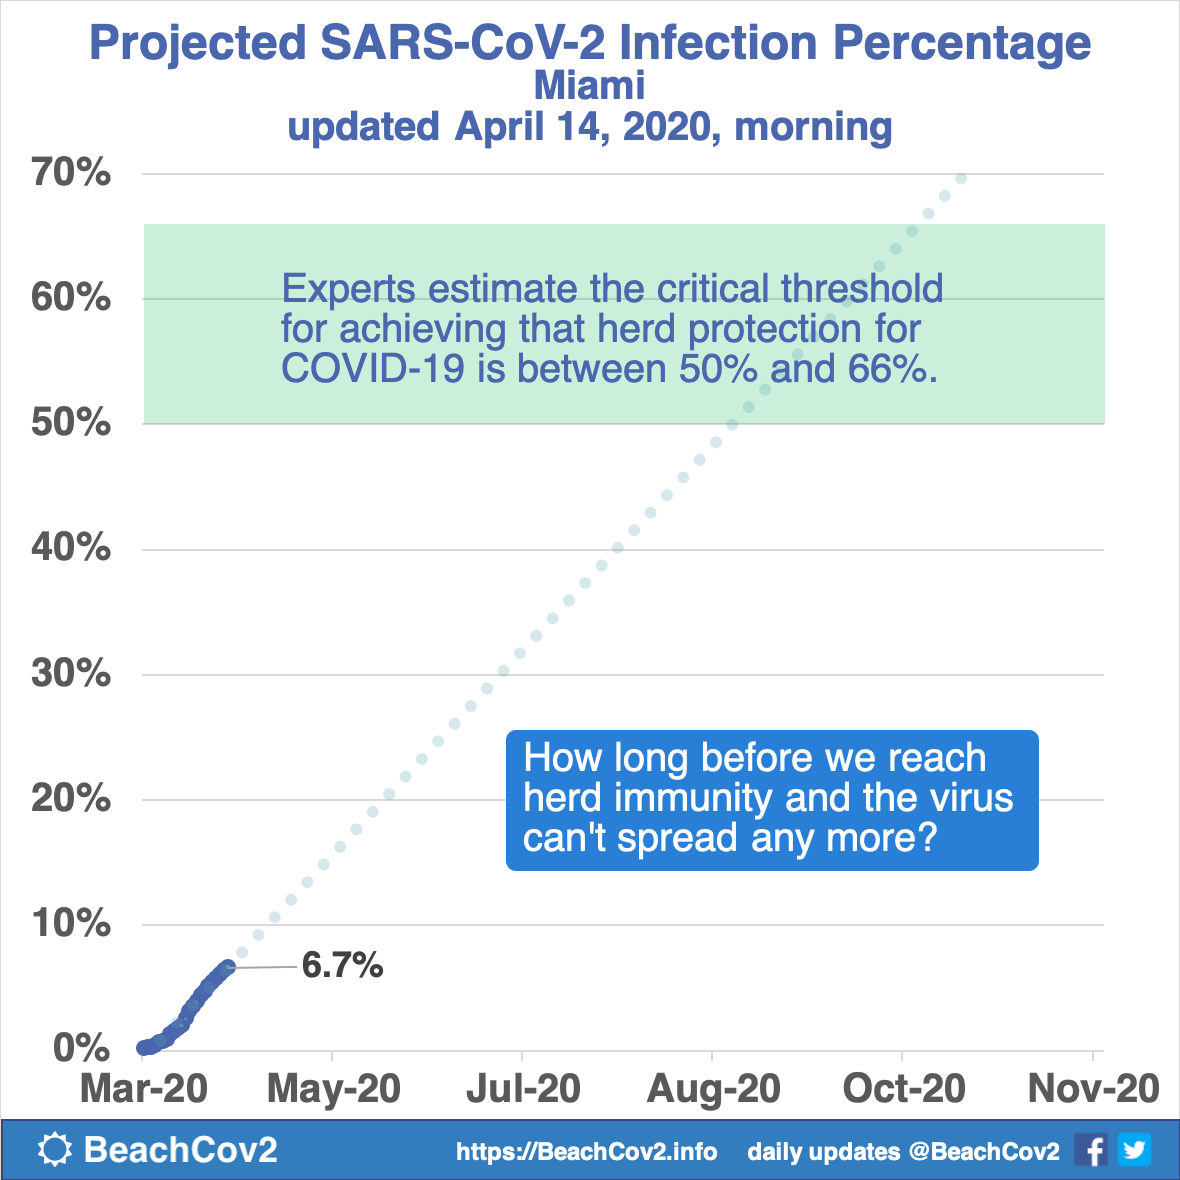 Projected SARS-CoV-2 Infection Percentage
Miami
updated April 14, 2020, morning
70%
Experts estimate the critical threshold
60%
for achieving that herd protection for
COVID-19 is between 50% and 66%.
50%
40%
30%
How long before we reach
20%
herd immunity and the virus
can't spread any more?
10%
6.7%
0%
Mar-20 May-20 Jul-20 Aug-20 Oct-20 Nov-20
BeachCov2 https://BeachCov2.info daily updates @BeachCov2 f